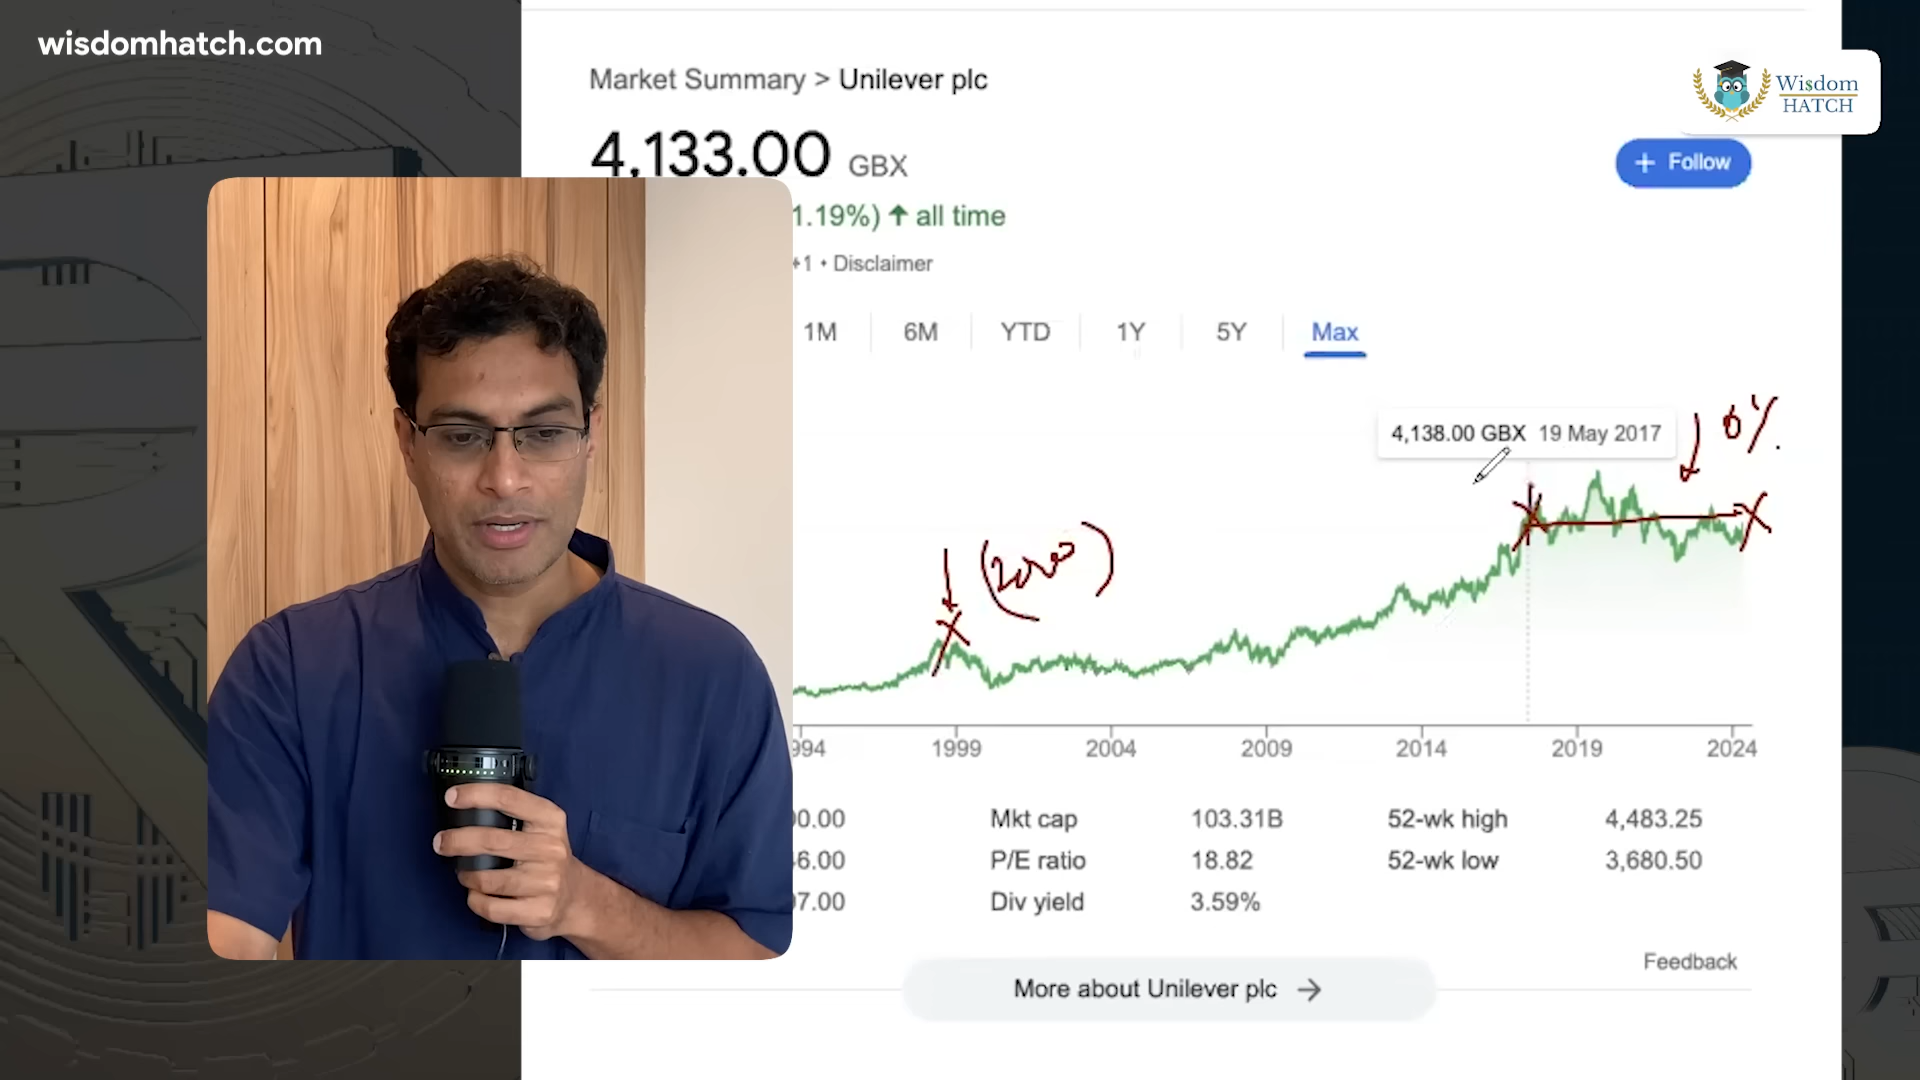 wisdomhatch.com
Wisdom
HATCH
Market Summary > Unilever plc
4,133.00 GBX
+ Follow
1.19%) ↑ all time
+1 • Disclaimer
1M 6M YTD 1Y 5Y Max
4,138.00 GBX 19 May 2017
0%.
(2000)
994 1999 2004 2009 2014 2019 2024
00.00 Mkt cap 103.31B 52-wk high 4,483.25
6.00 P/E ratio 18.82 52-wk low 3,680.50
97.00 Div yield 3.59%
Feedback
More about Unilever plc →